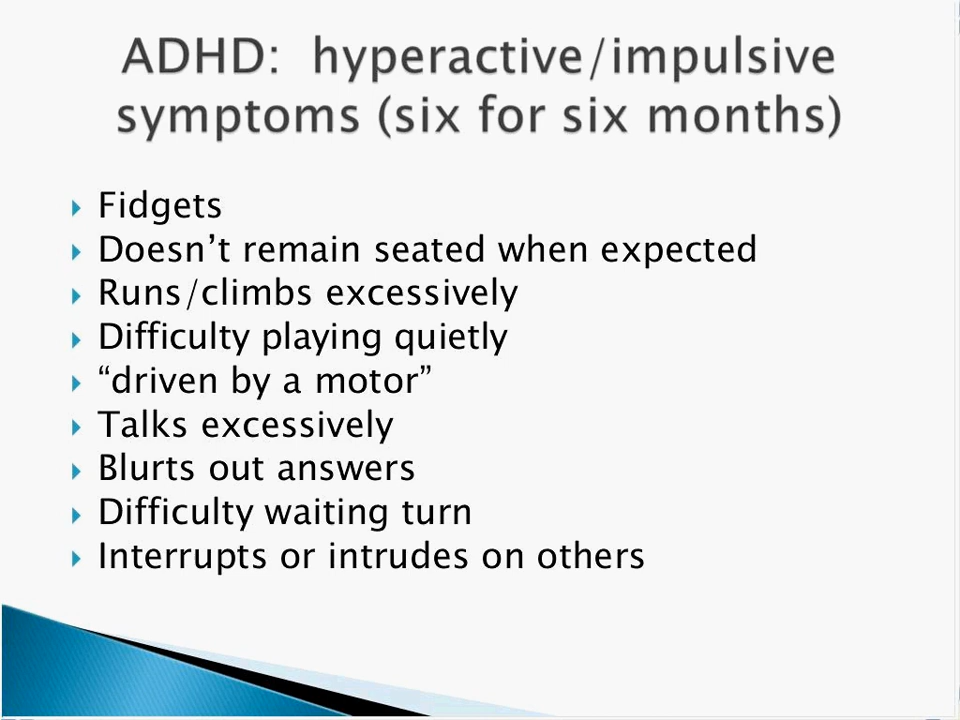 ADHD:  hyperactive/impulsive
symptoms (six for six months)
Fidgets
Doesn’t remain seated when expected
Runs/climbs excessively
Difficulty playing quietly
“driven by a motor”
Talks excessively
Blurts out answers
Difficulty waiting turn
Interrupts or intrudes on others